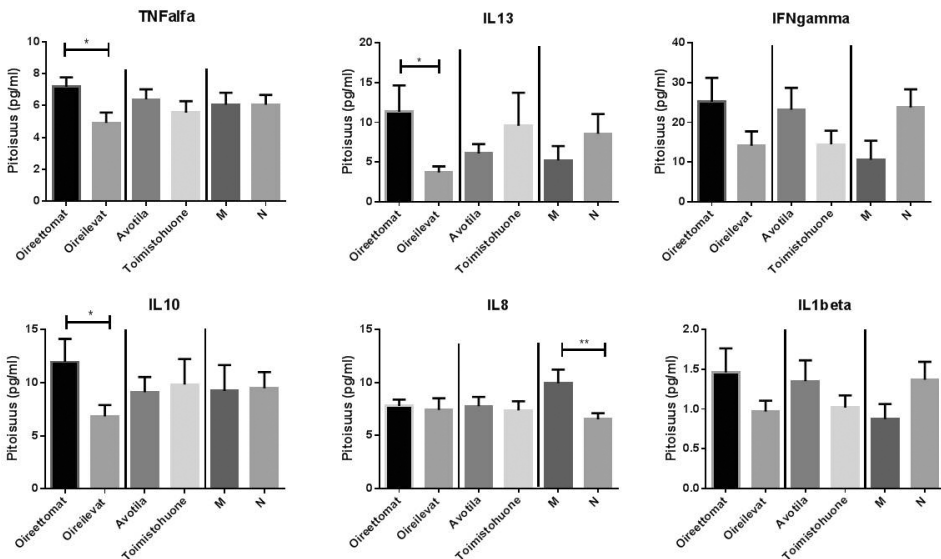 TNFalfa
*
Pitoisuus (pg/ml)
10
8
6
4
2
0
Oireettomat
Oireilevat
Avotila
Toimistohuone
M
N
IL13
*
Pitoisuus (pg/ml)
20
15
10
5
0
Oireettomat
Oireilevat
Avotila
Toimistohuone
M
N
IFNgamma
Pitoisuus (pg/ml)
40
30
20
10
0
Oireettomat
Oireilevat
Avotila
Toimistohuone
M
N
IL10
*
Pitoisuus (pg/ml)
15
10
5
0
Oireettomat
Oireilevat
Avotila
Toimistohuone
M
N
IL8
**
Pitoisuus (pg/ml)
15
10
5
0
Oireettomat
Oireilevat
Avotila
Toimistohuone
M
N
IL1beta
Pitoisuus (pg/ml)
2.0
1.5
1.0
0.5
0.0
Oireettomat
Oireilevat
Avotila
Toimistohuone
M
N